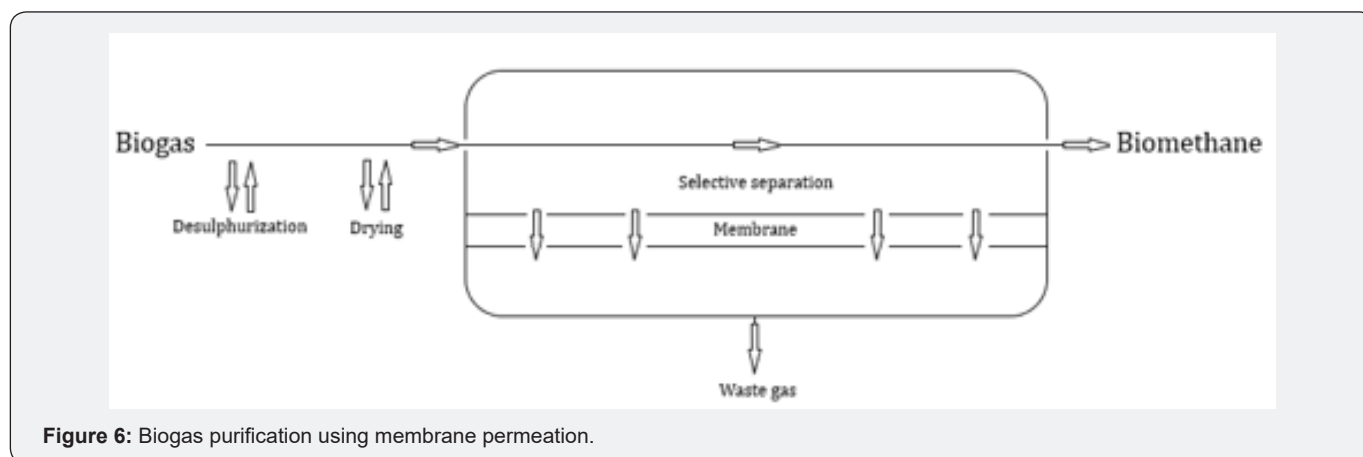 Biogas
Biomethane
Selective separation
Desulphurization
Drying
Membrane
Waste gas
Figure 6: Biogas purification using membrane permeation.